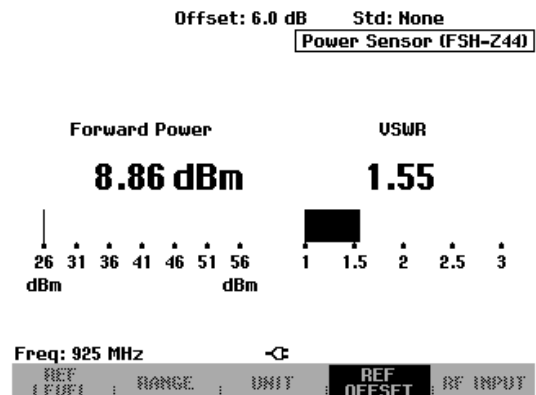 Offset: 6.0 dB Std: None
Power Sensor (FSH-Z44)
Forward Power VSWR
8.86 dBm 1.55
26 31 36 41 46 51 56 1 1.5 2 2.5 3
dBm dBm
Freq: 925 MHz
REF LEVEL RANGE UNIT REF OFFSET RF INPUT